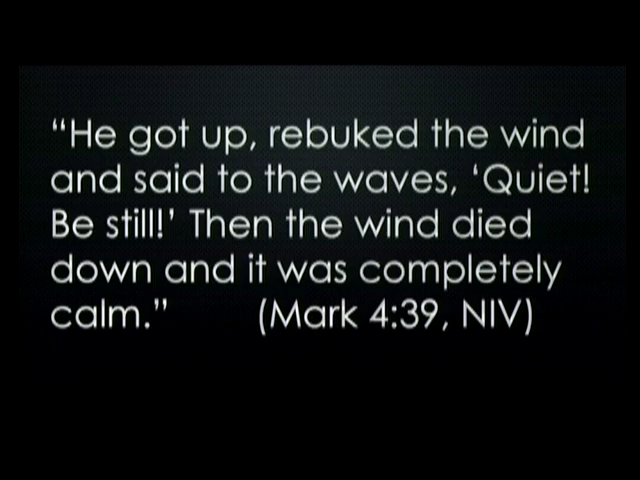 “He got up, rebuked the wind
and said to the waves, ‘Quiet!
Be still!’ Then the wind died
down and it was completely
calm.” (Mark 4:39, NIV)